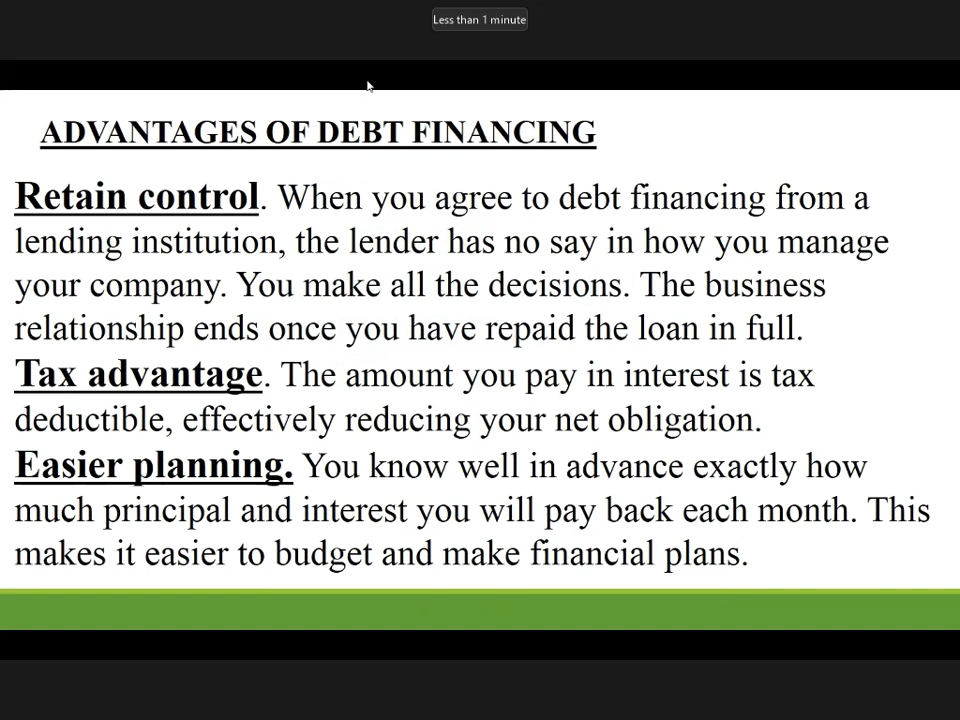 Less than 1 minute
ADVANTAGES OF DEBT FINANCING
Retain control. When you agree to debt financing from a
lending institution, the lender has no say in how you manage
your company. You make all the decisions. The business
relationship ends once you have repaid the loan in full.
Tax advantage. The amount you pay in interest is tax
deductible, effectively reducing your net obligation.
Easier planning. You know well in advance exactly how
much principal and interest you will pay back each month. This
makes it easier to budget and make financial plans.